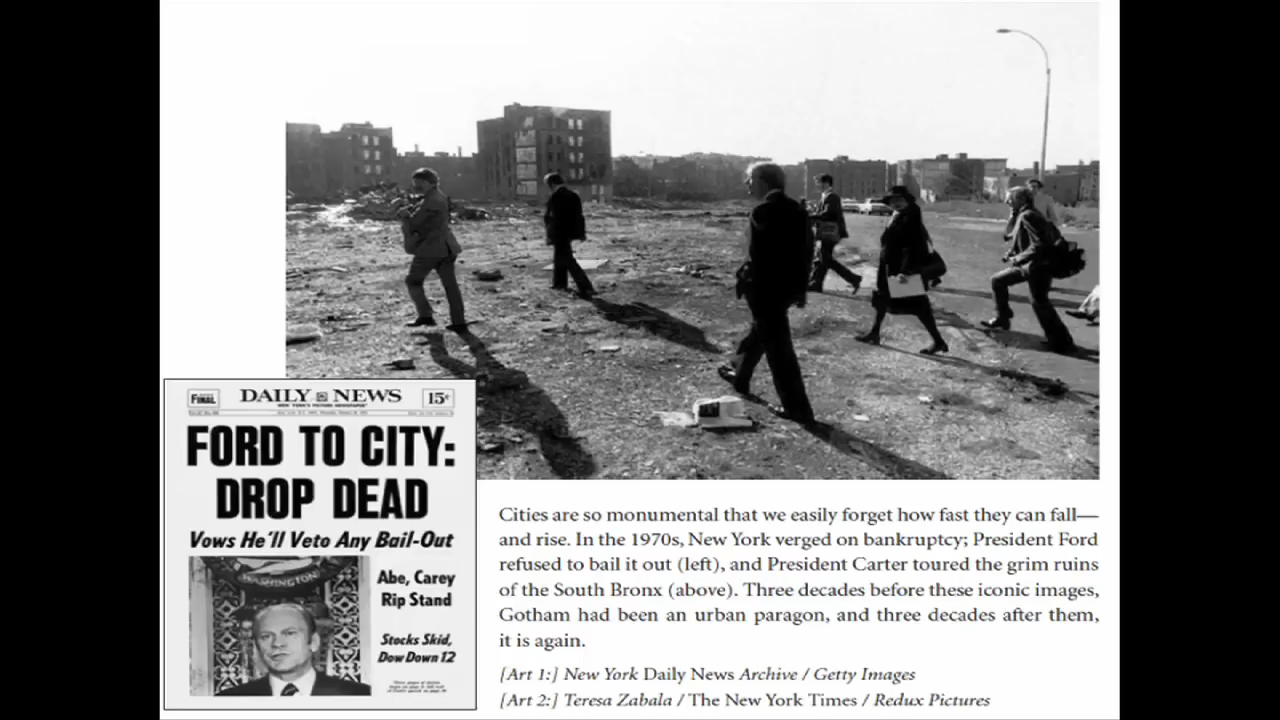 FINAL
DAILY NEWS
15¢
NEW YORK'S PICTURE NEWSPAPER
FORD TO CITY:
DROP DEAD
Vows He'll Veto Any Bail-Out
WASHINGTON
Abe, Carey
Rip Stand
Stocks Skid,
Dow Down 12
Cities are so monumental that we easily forget how fast they can fall—
and rise. In the 1970s, New York verged on bankruptcy; President Ford
refused to bail it out (left), and President Carter toured the grim ruins
of the South Bronx (above). Three decades before these iconic images,
Gotham had been an urban paragon, and three decades after them,
it is again.
[Art 1:] New York Daily News Archive / Getty Images
[Art 2:] Teresa Zabala / The New York Times / Redux Pictures